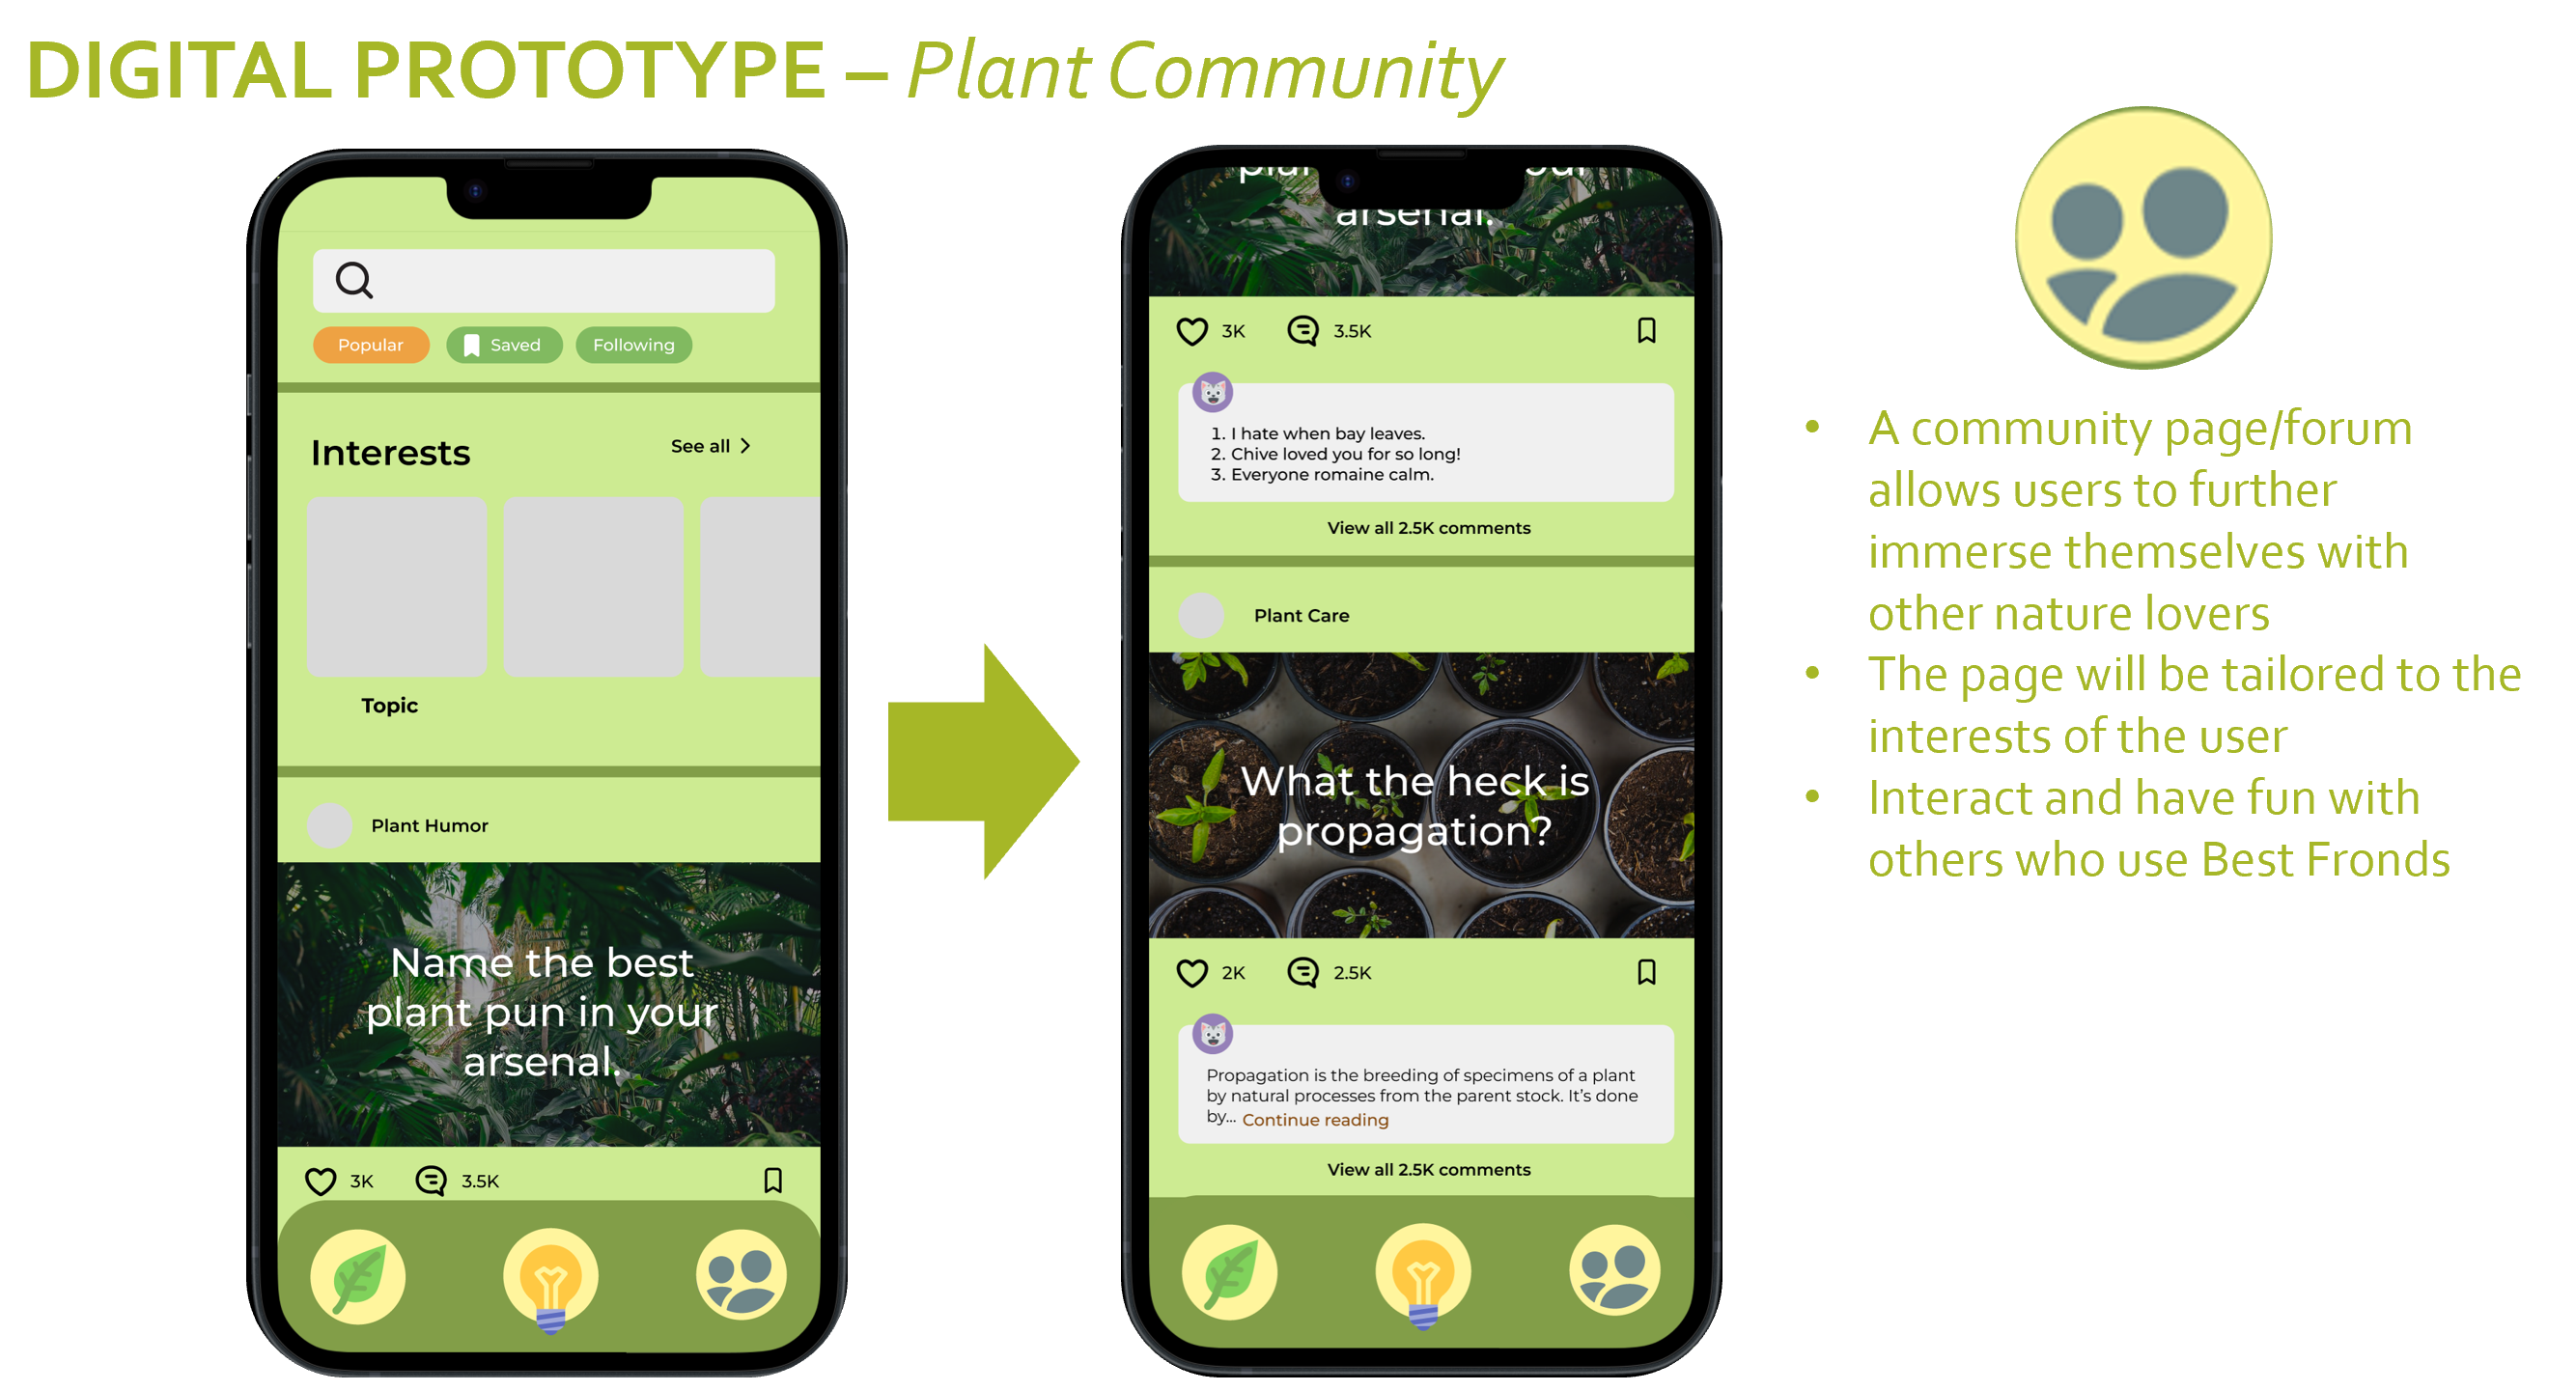 DIGITAL PROTOTYPE – Plant Community
Popular
Saved
Following
Interests
See all
Topic
Plant Humor
Name the best
plant pun in your
arsenal.
3K
3.5K
arsenal.
3K
3.5K
1. I hate when bay leaves.
2. Chive loved you for so long!
3. Everyone romaine calm.
View all 2.5K comments
Plant Care
What the heck is
propagation?
2K
2.5K
Propagation is the breeding of specimens of a plant
by natural processes from the parent stock. It's done
by... Continue reading
View all 2.5K comments
• A community page/forum
allows users to further
immerse themselves with
other nature lovers
• The page will be tailored to the
interests of the user
• Interact and have fun with
others who use Best Fronds